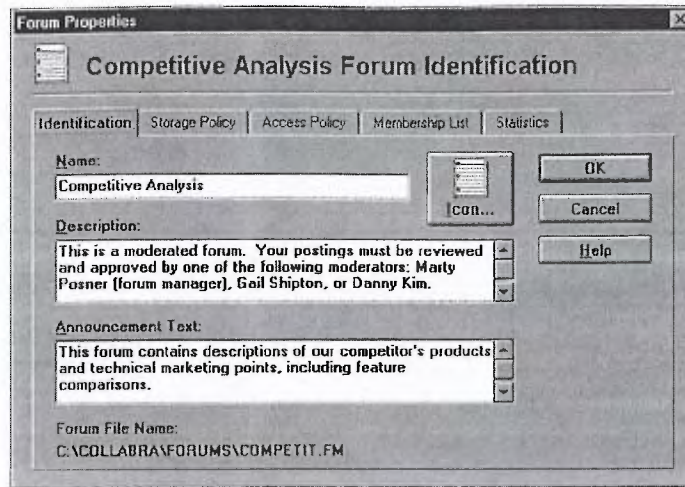 Forum Properties
Competitive Analysis Forum Identification
Identification
Storage Policy
Access Policy
Membership List
Statistics
Name:
Competitive Analysis
Icon...
OK
Cancel
Help
Description:
This is a moderated forum. Your postings must be reviewed
and approved by one of the following moderators: Marty
Posner (forum manager), Gail Shipton, or Danny Kim.
Announcement Text:
This forum contains descriptions of our competitor's products
and technical marketing points, including feature
comparisons.
Forum File Name:
C:\COLLABRA\FORUMS\COMPETIT.FM